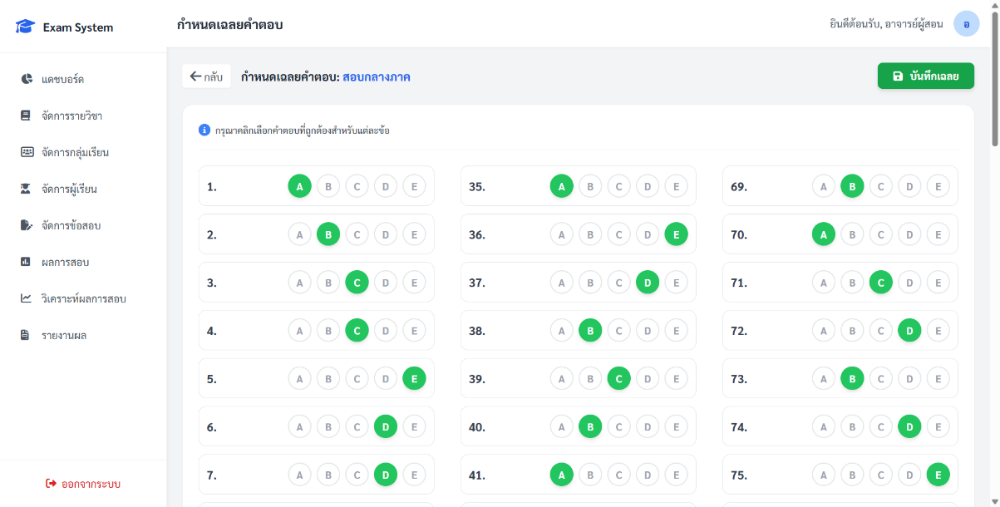 Exam System
กำหนดเฉลยคำตอบ
ยินดีต้อนรับ, อาจารย์ผู้สอน
อ
แดชบอร์ด
จัดการรายวิชา
จัดการกลุ่มเรียน
จัดการผู้เรียน
จัดการข้อสอบ
ผลการสอบ
วิเคราะห์ผลการสอบ
รายงานผล
ออกจากระบบ
กลับ
กำหนดเฉลยคำตอบ: สอบกลางภาค
บันทึกเฉลย
กรุณาคลิกเลือกคำตอบที่ถูกต้องสำหรับแต่ละข้อ
1. A B C D E
2. A B C D E
3. A B C D E
4. A B C D E
5. A B C D E
6. A B C D E
7. A B C D E
35. A B C D E
36. A B C D E
37. A B C D E
38. A B C D E
39. A B C D E
40. A B C D E
41. A B C D E
69. A B C D E
70. A B C D E
71. A B C D E
72. A B C D E
73. A B C D E
74. A B C D E
75. A B C D E